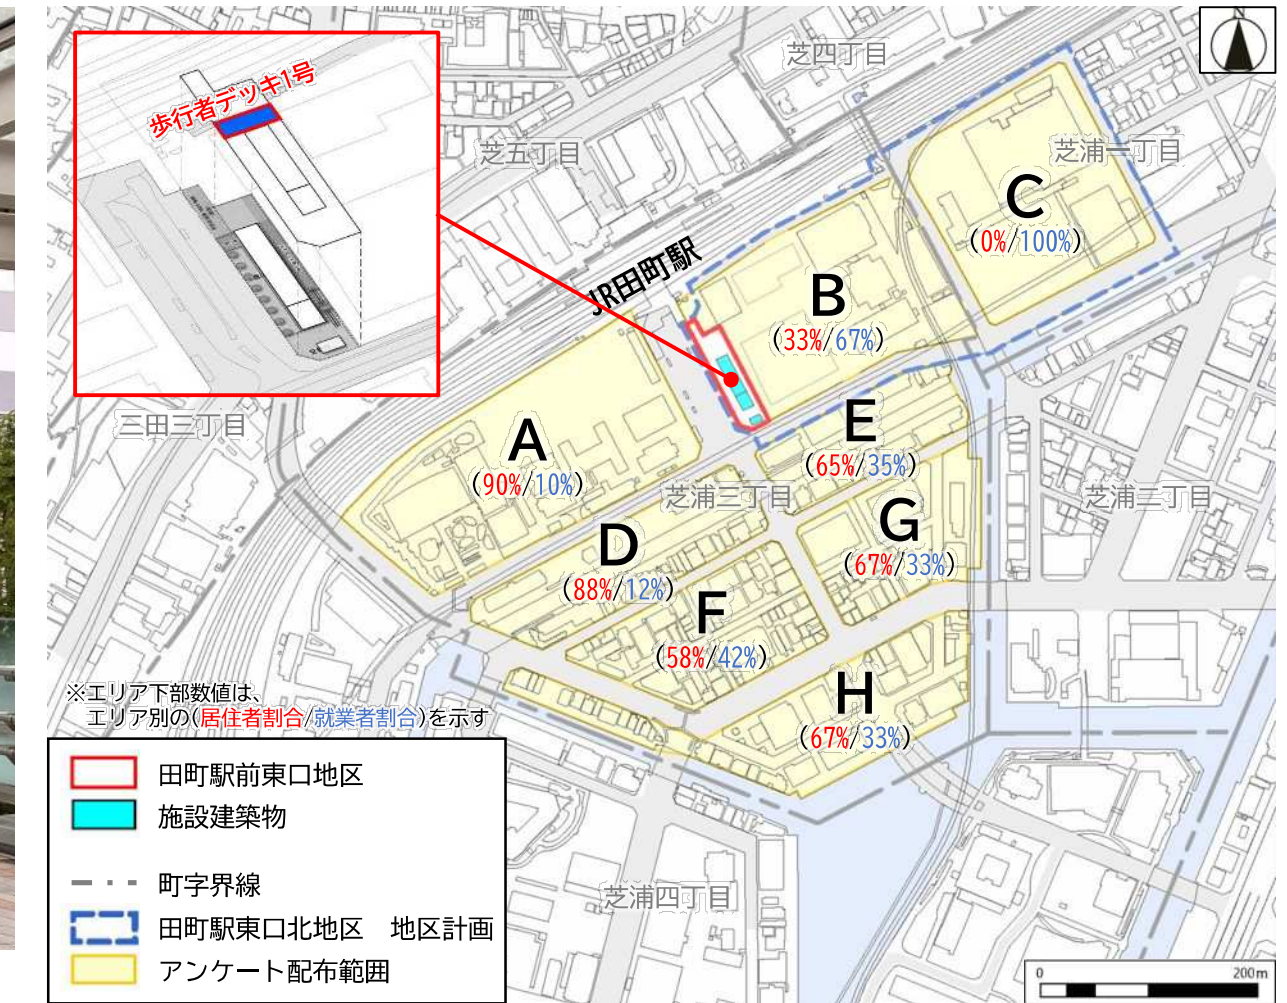 N
歩行者デッキ1号
芝四丁目
芝五丁目
芝浦一丁目
C
(0%/100%)
JR田町駅
B
(33%/67%)
三田三丁目
A
(90%/10%)
E
(65%/35%)
芝浦三丁目
芝浦二丁目
G
(67%/33%)
D
(88%/12%)
F
(58%/42%)
H
(67%/33%)
※エリア下部数値は、
エリア別の(居住者割合/就業者割合)を示す
田町駅前東口地区
施設建築物
町字界線
田町駅東口北地区 地区計画
アンケート配布範囲
芝浦四丁目
0 200m